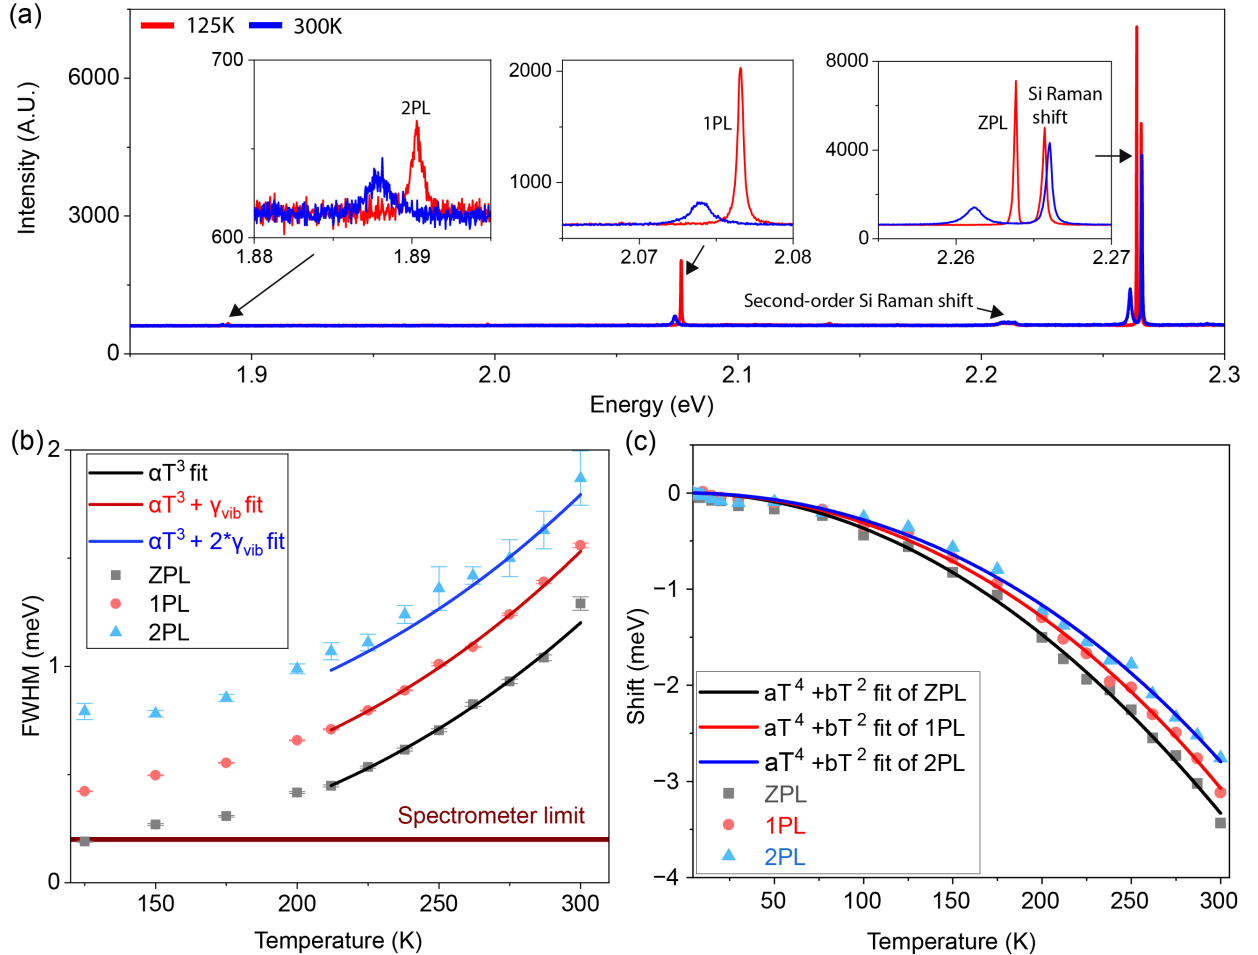 (a)
125K 300K
Intensity (A.U.)
6000
3000
0
700
600
2PL
1.88 1.89
2000
1000
1PL
2.07 2.08
8000
4000
0
ZPL
Si Raman
shift
2.26 2.27
Second-order Si Raman shift
1.9 2.0 2.1 2.2 2.3
Energy (eV)
(b)
FWHM (meV)
2
1
0
αT³ fit
αT³ + γvib fit
αT³ + 2*γvib fit
ZPL
1PL
2PL
Spectrometer limit
150 200 250 300
Temperature (K)
(c)
Shift (meV)
0
−1
−2
−3
−4
aT⁴ +bT² fit of ZPL
aT⁴ +bT² fit of 1PL
aT⁴ +bT² fit of 2PL
ZPL
1PL
2PL
50 100 150 200 250 300
Temperature (K)